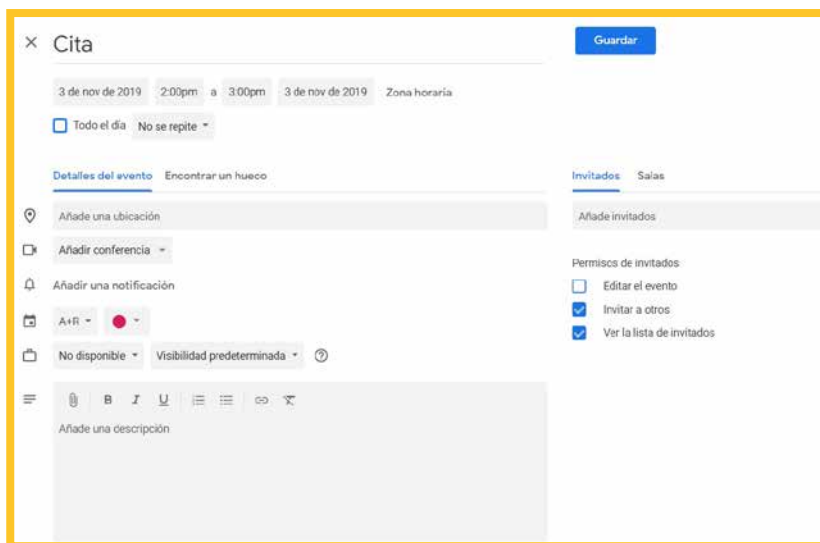 Cita
Guardar
3 de nov de 2019 2:00pm a 3:00pm 3 de nov de 2019 Zona horaria
Todo el día No se repite
Detalles del evento Encontrar un hueco
Invitados Salas
Añade una ubicación
Añade invitados
Añadir conferencia
Permisos de invitados
Añadir una notificación
Editar el evento
A+R
Invitar a otros
No disponible Visibilidad predeterminada
Ver la lista de invitados
B I U
Añade una descripción